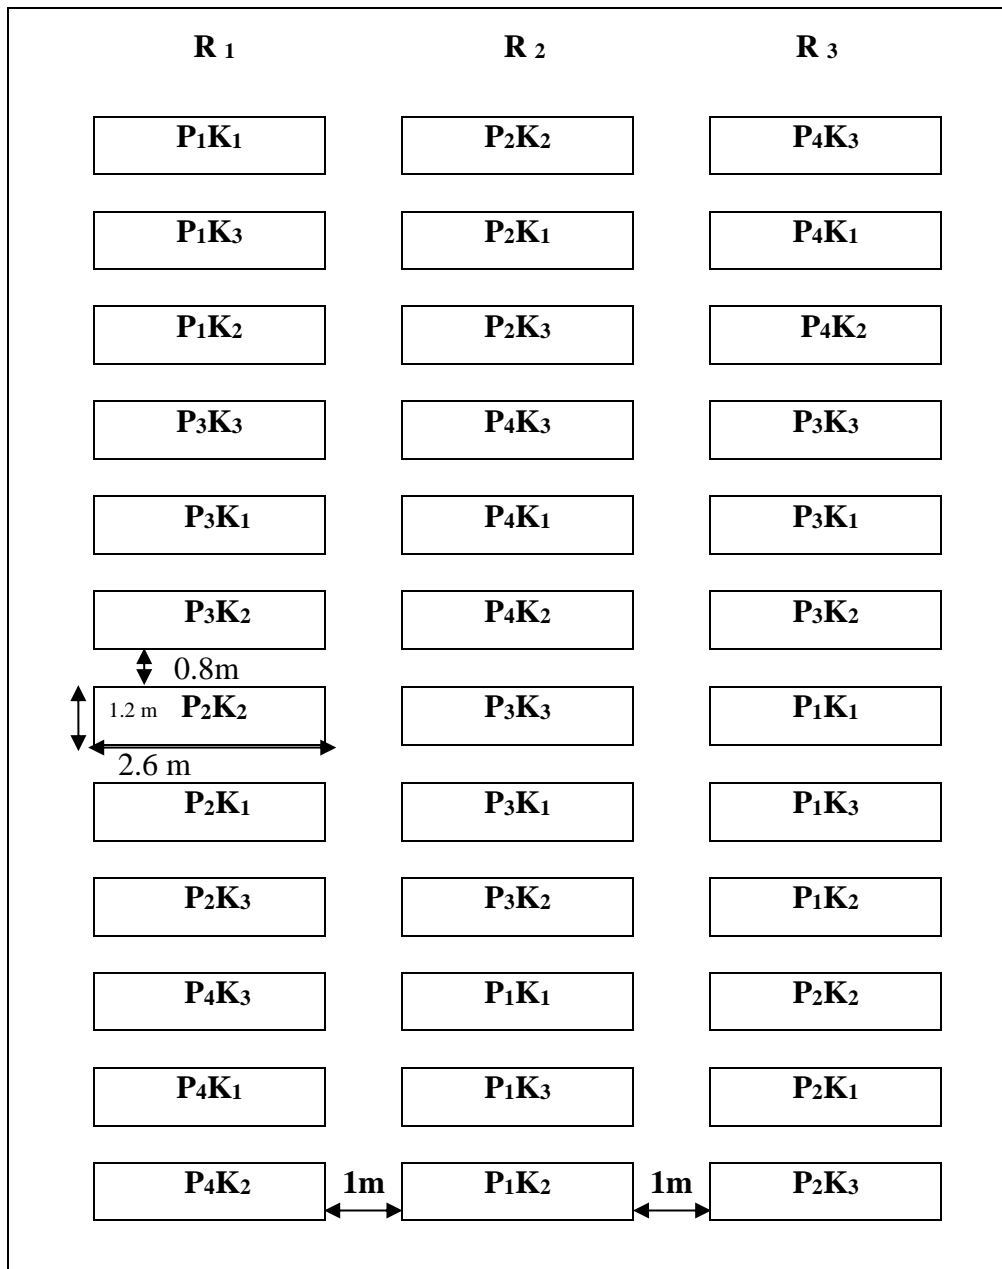 R 1 R 2 R 3
P1K1 P2K2 P4K3
P1K3 P2K1 P4K1
P1K2 P2K3 P4K2
P3K3 P4K3 P3K3
P3K1 P4K1 P3K1
P3K2 P4K2 P3K2
0.8m
1.2 m P2K2 P3K3 P1K1
2.6 m
P2K1 P3K1 P1K3
P2K3 P3K2 P1K2
P4K3 P1K1 P2K2
P4K1 P1K3 P2K1
P4K2 1m P1K2 1m P2K3